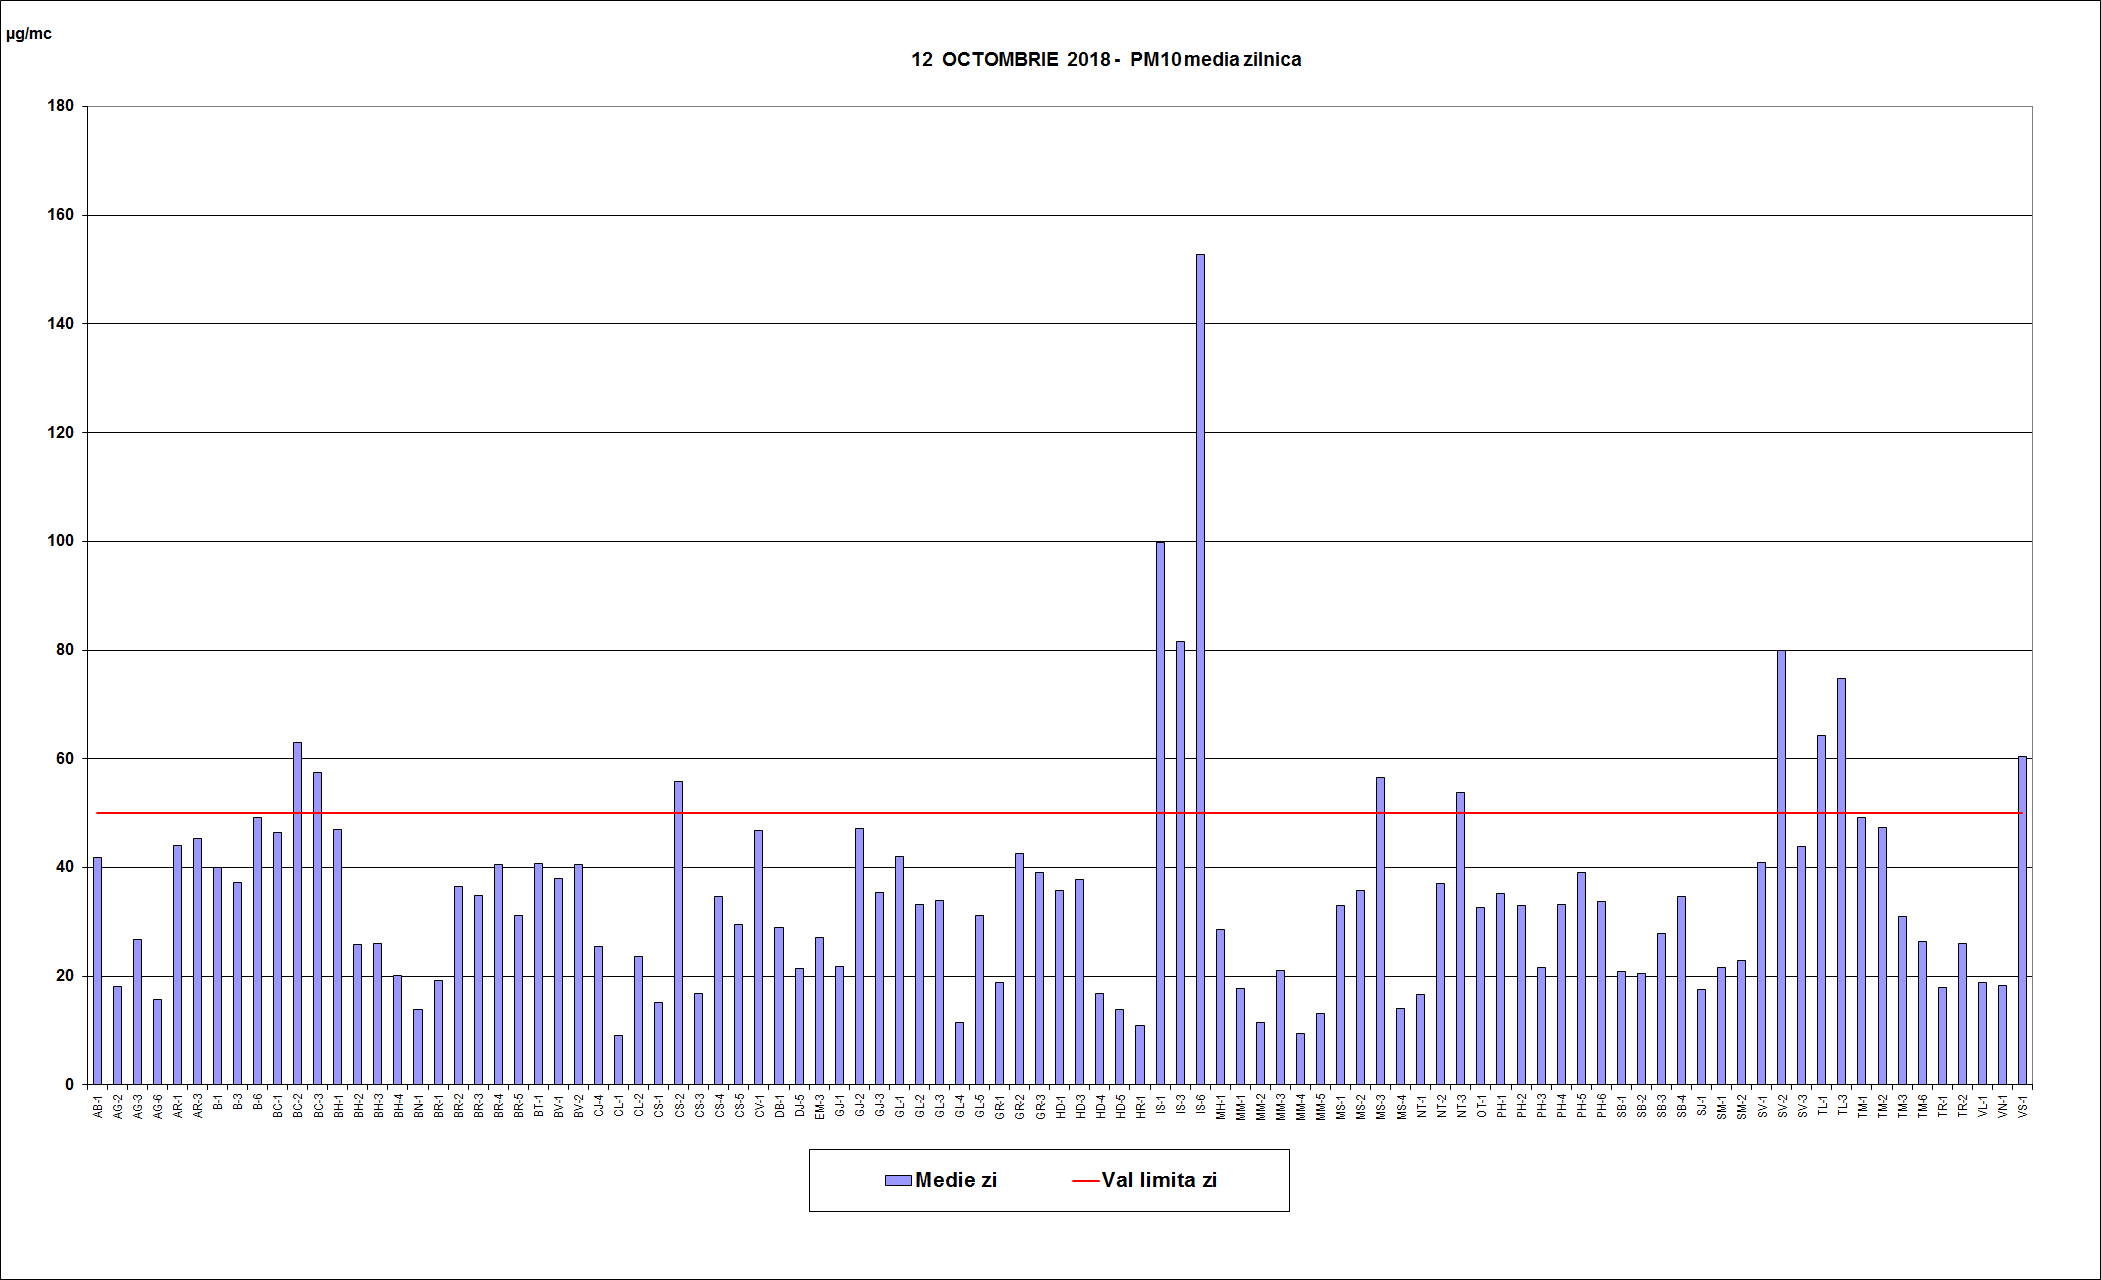 µg/mc
12 OCTOMBRIE 2018 - PM10 media zilnica
180
160
140
120
100
80
60
40
20
0
AB-1 AG-2 AG-3 AG-6 AR-1 AR-3 B-1 B-3 B-6 BC-1 BC-2 BC-3 BH-1 BH-2 BH-3 BH-4 BN-1 BR-1 BR-2 BR-3 BR-4 BR-5 BT-1 BV-1 BV-2 CJ-4 CL-1 CL-2 CS-1 CS-2 CS-3 CS-4 CS-5 CV-1 DB-1 DJ-5 EM-3 GJ-1 GJ-2 GJ-3 GL-1 GL-2 GL-3 GL-4 GL-5 GR-1 GR-2 GR-3 HD-1 HD-3 HD-4 HD-5 HR-1 IS-1 IS-3 IS-6 MH-1 MM-1 MM-2 MM-3 MM-4 MM-5 MS-1 MS-2 MS-3 MS-4 NT-1 NT-2 NT-3 OT-1 PH-1 PH-2 PH-3 PH-4 PH-5 PH-6 SB-1 SB-2 SB-3 SB-4 SJ-1 SM-1 SM-2 SV-1 SV-2 SV-3 TL-1 TL-3 TM-1 TM-2 TM-3 TM-6 TR-1 TR-2 VL-1 VN-1 VS-1
Medie zi Val limita zi